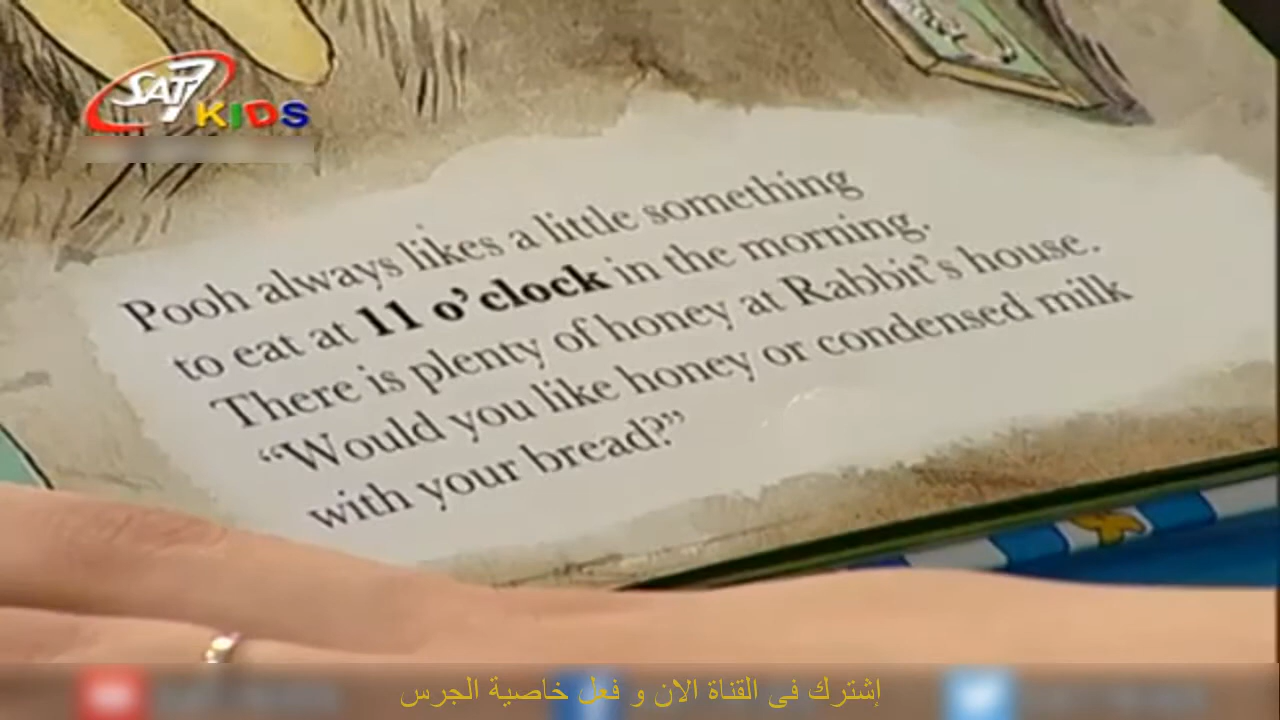 SAT7
KIDS
Pooh always likes a little something
to eat at 11 o'clock in the morning.
There is plenty of honey at Rabbit's house.
“Would you like honey or condensed milk
with your bread?”
إشترك فى القناة الان و فعل خاصية الجرس